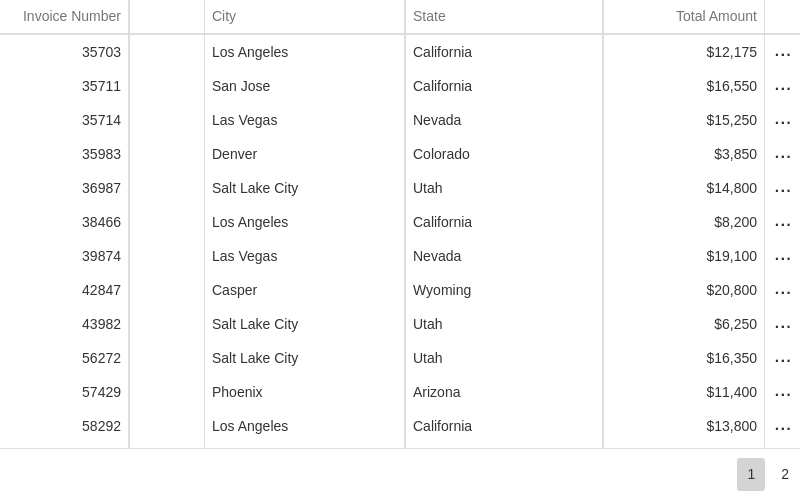 Invoice Number City State Total Amount
35703 Los Angeles California $12,175 ...
35711 San Jose California $16,550 ...
35714 Las Vegas Nevada $15,250 ...
35983 Denver Colorado $3,850 ...
36987 Salt Lake City Utah $14,800 ...
38466 Los Angeles California $8,200 ...
39874 Las Vegas Nevada $19,100 ...
42847 Casper Wyoming $20,800 ...
43982 Salt Lake City Utah $6,250 ...
56272 Salt Lake City Utah $16,350 ...
57429 Phoenix Arizona $11,400 ...
58292 Los Angeles California $13,800 ...
1 2